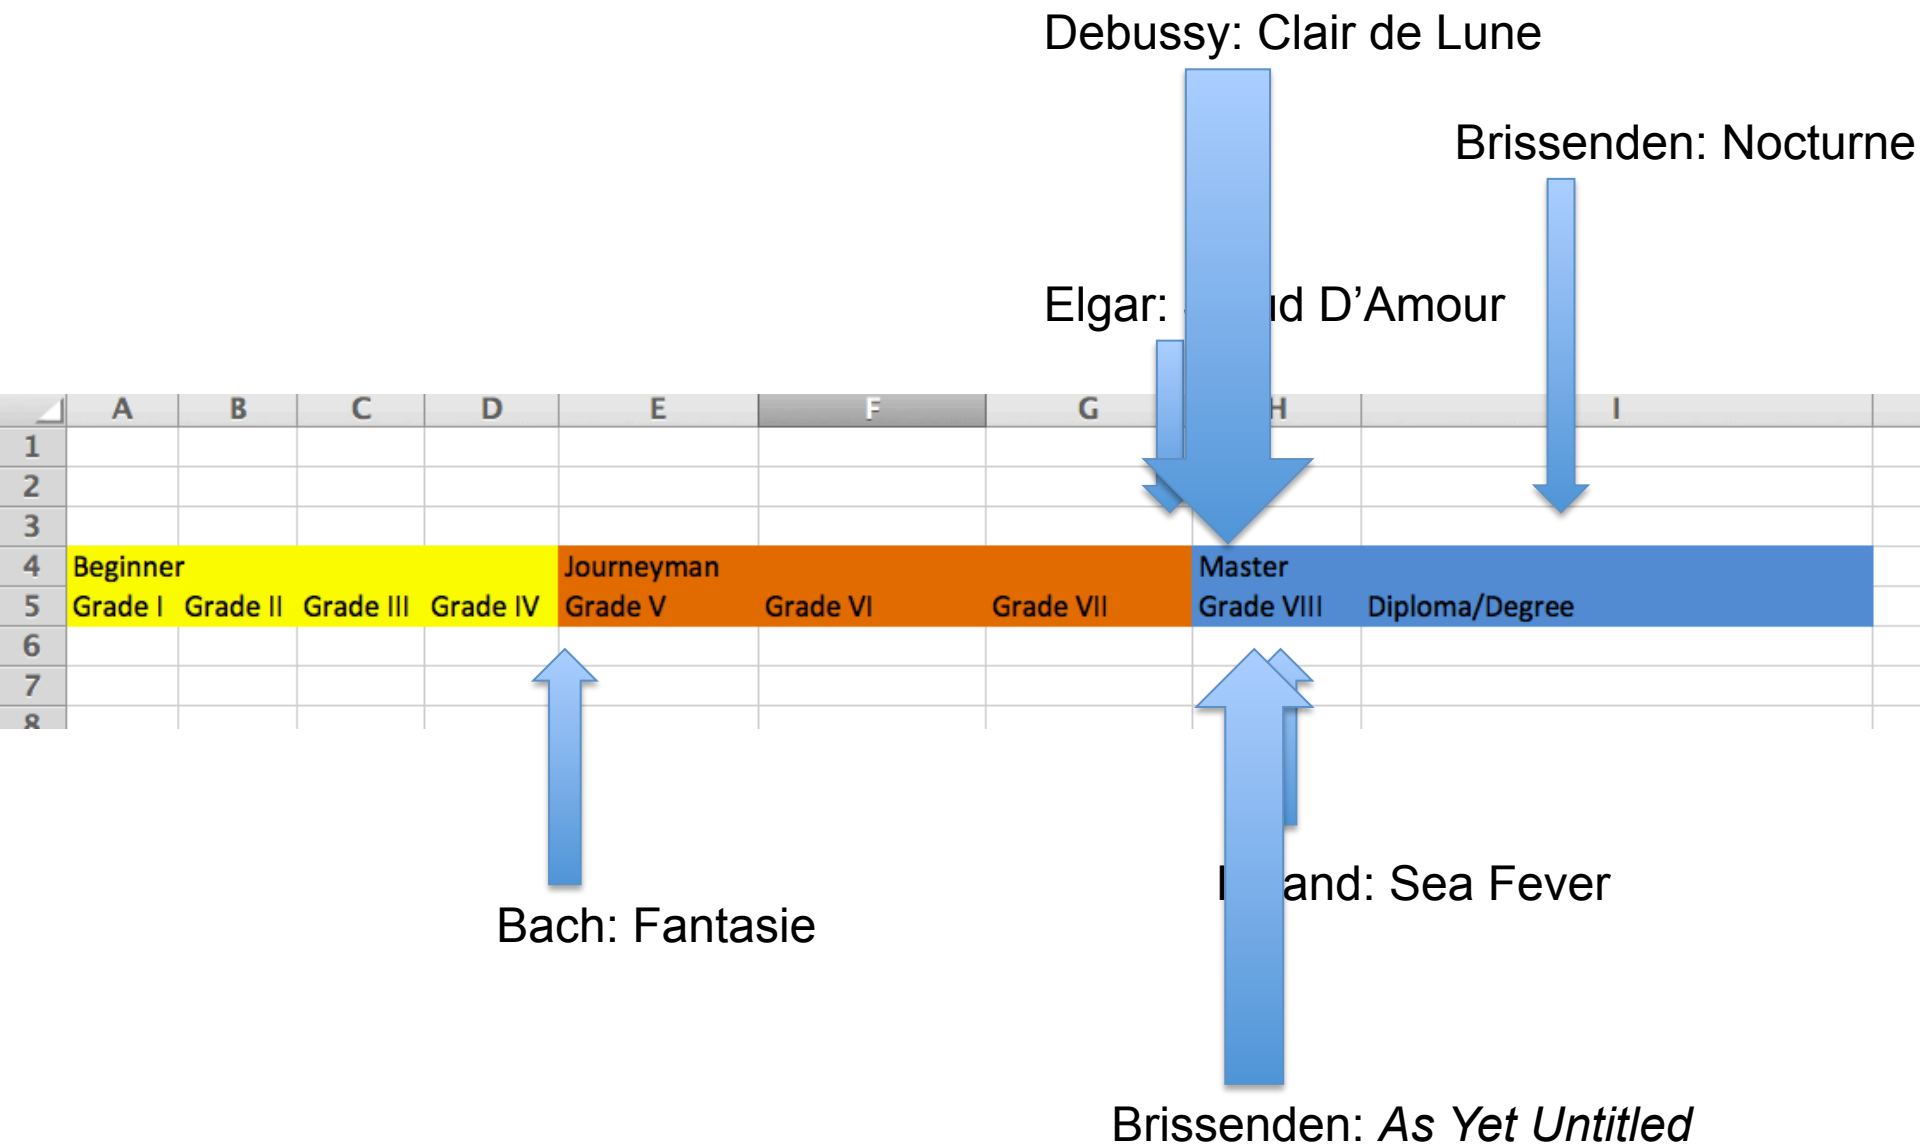 Debussy: Clair de Lune
Brissenden: Nocturne
Elgar: D’Amour
A B C D E F G H I
1
2
3
4 Beginner Journeyman Master
5 Grade I Grade II Grade III Grade IV Grade V Grade VI Grade VII Grade VIII Diploma/Degree
6
7
8
Sea Fever
Bach: Fantasie
Brissenden: As Yet Untitled